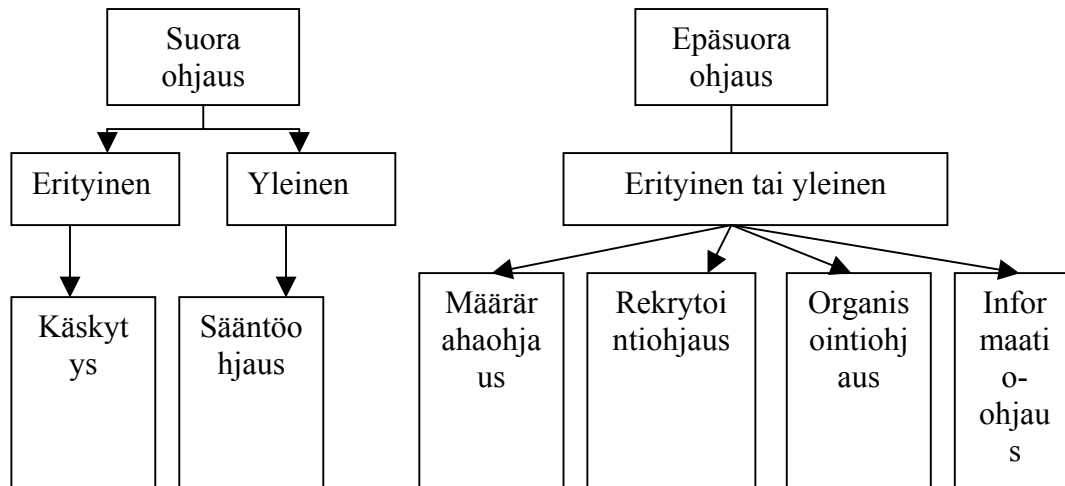 Suora
ohjaus
Epäsuora
ohjaus
Erityinen
Yleinen
Erityinen tai yleinen
Käskyt
ys
Sääntöo
hjaus
Määrär
ahaohja
us
Rekrytoi
ntiohjaus
Organis
ointiohj
aus
Infor
maati
o-
ohjau
s